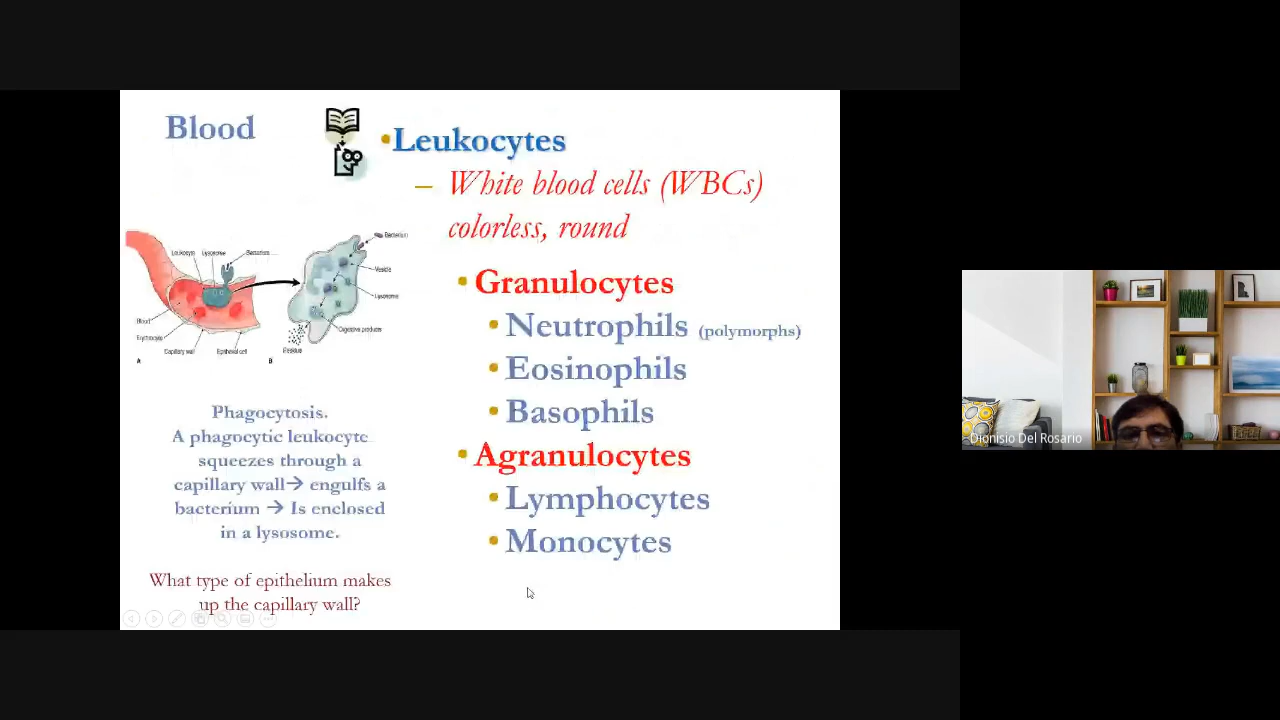 Blood
•Leukocytes
– White blood cells (WBCs)
colorless, round
• Granulocytes
• Neutrophils (polymorphs)
• Eosinophils
• Basophils
• Agranulocytes
• Lymphocytes
• Monocytes
Leukocyte
Lysosome
Bacterium
Blood
Erythrocyte
Capillary wall
Epithelial cell
A
B
Bacterium
Vesicle
Lysosome
Digestive products
Residue
Phagocytosis.
A phagocytic leukocyte
squeezes through a
capillary wall→ engulfs a
bacterium → Is enclosed
in a lysosome.
What type of epithelium makes
up the capillary wall?
Dionisio Del Rosario